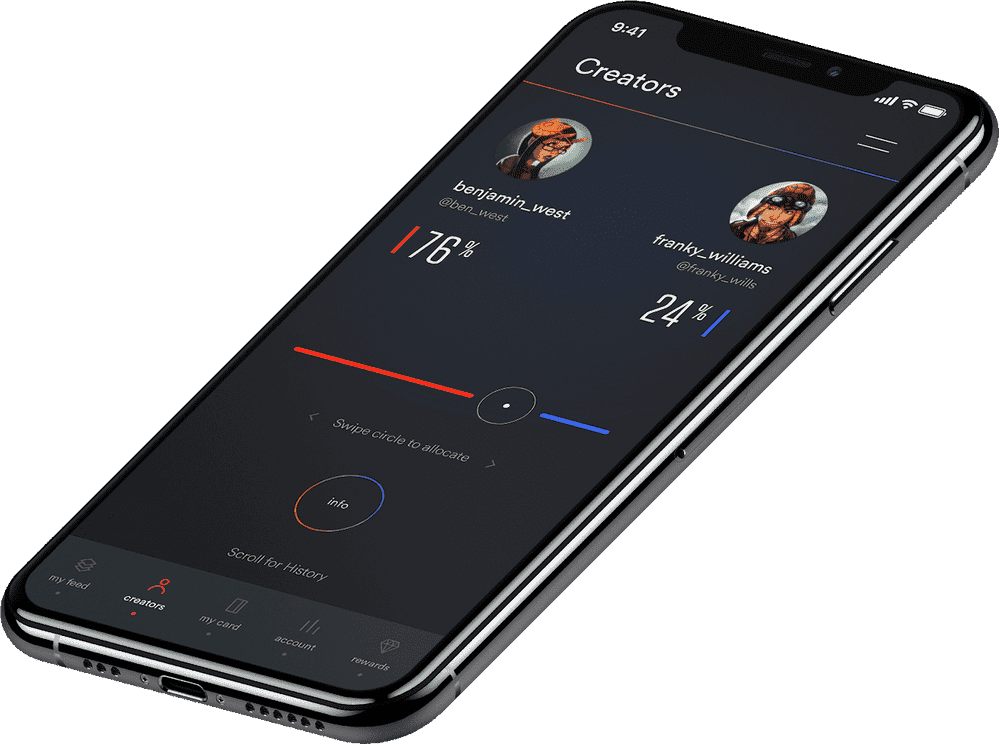 9:41
Creators
benjamin_west
@ben_west
76%
franky_williams
@franky_wills
24%
< Swipe circle to allocate >
info
Scroll for History
my feed
creators
my card
account
rewards